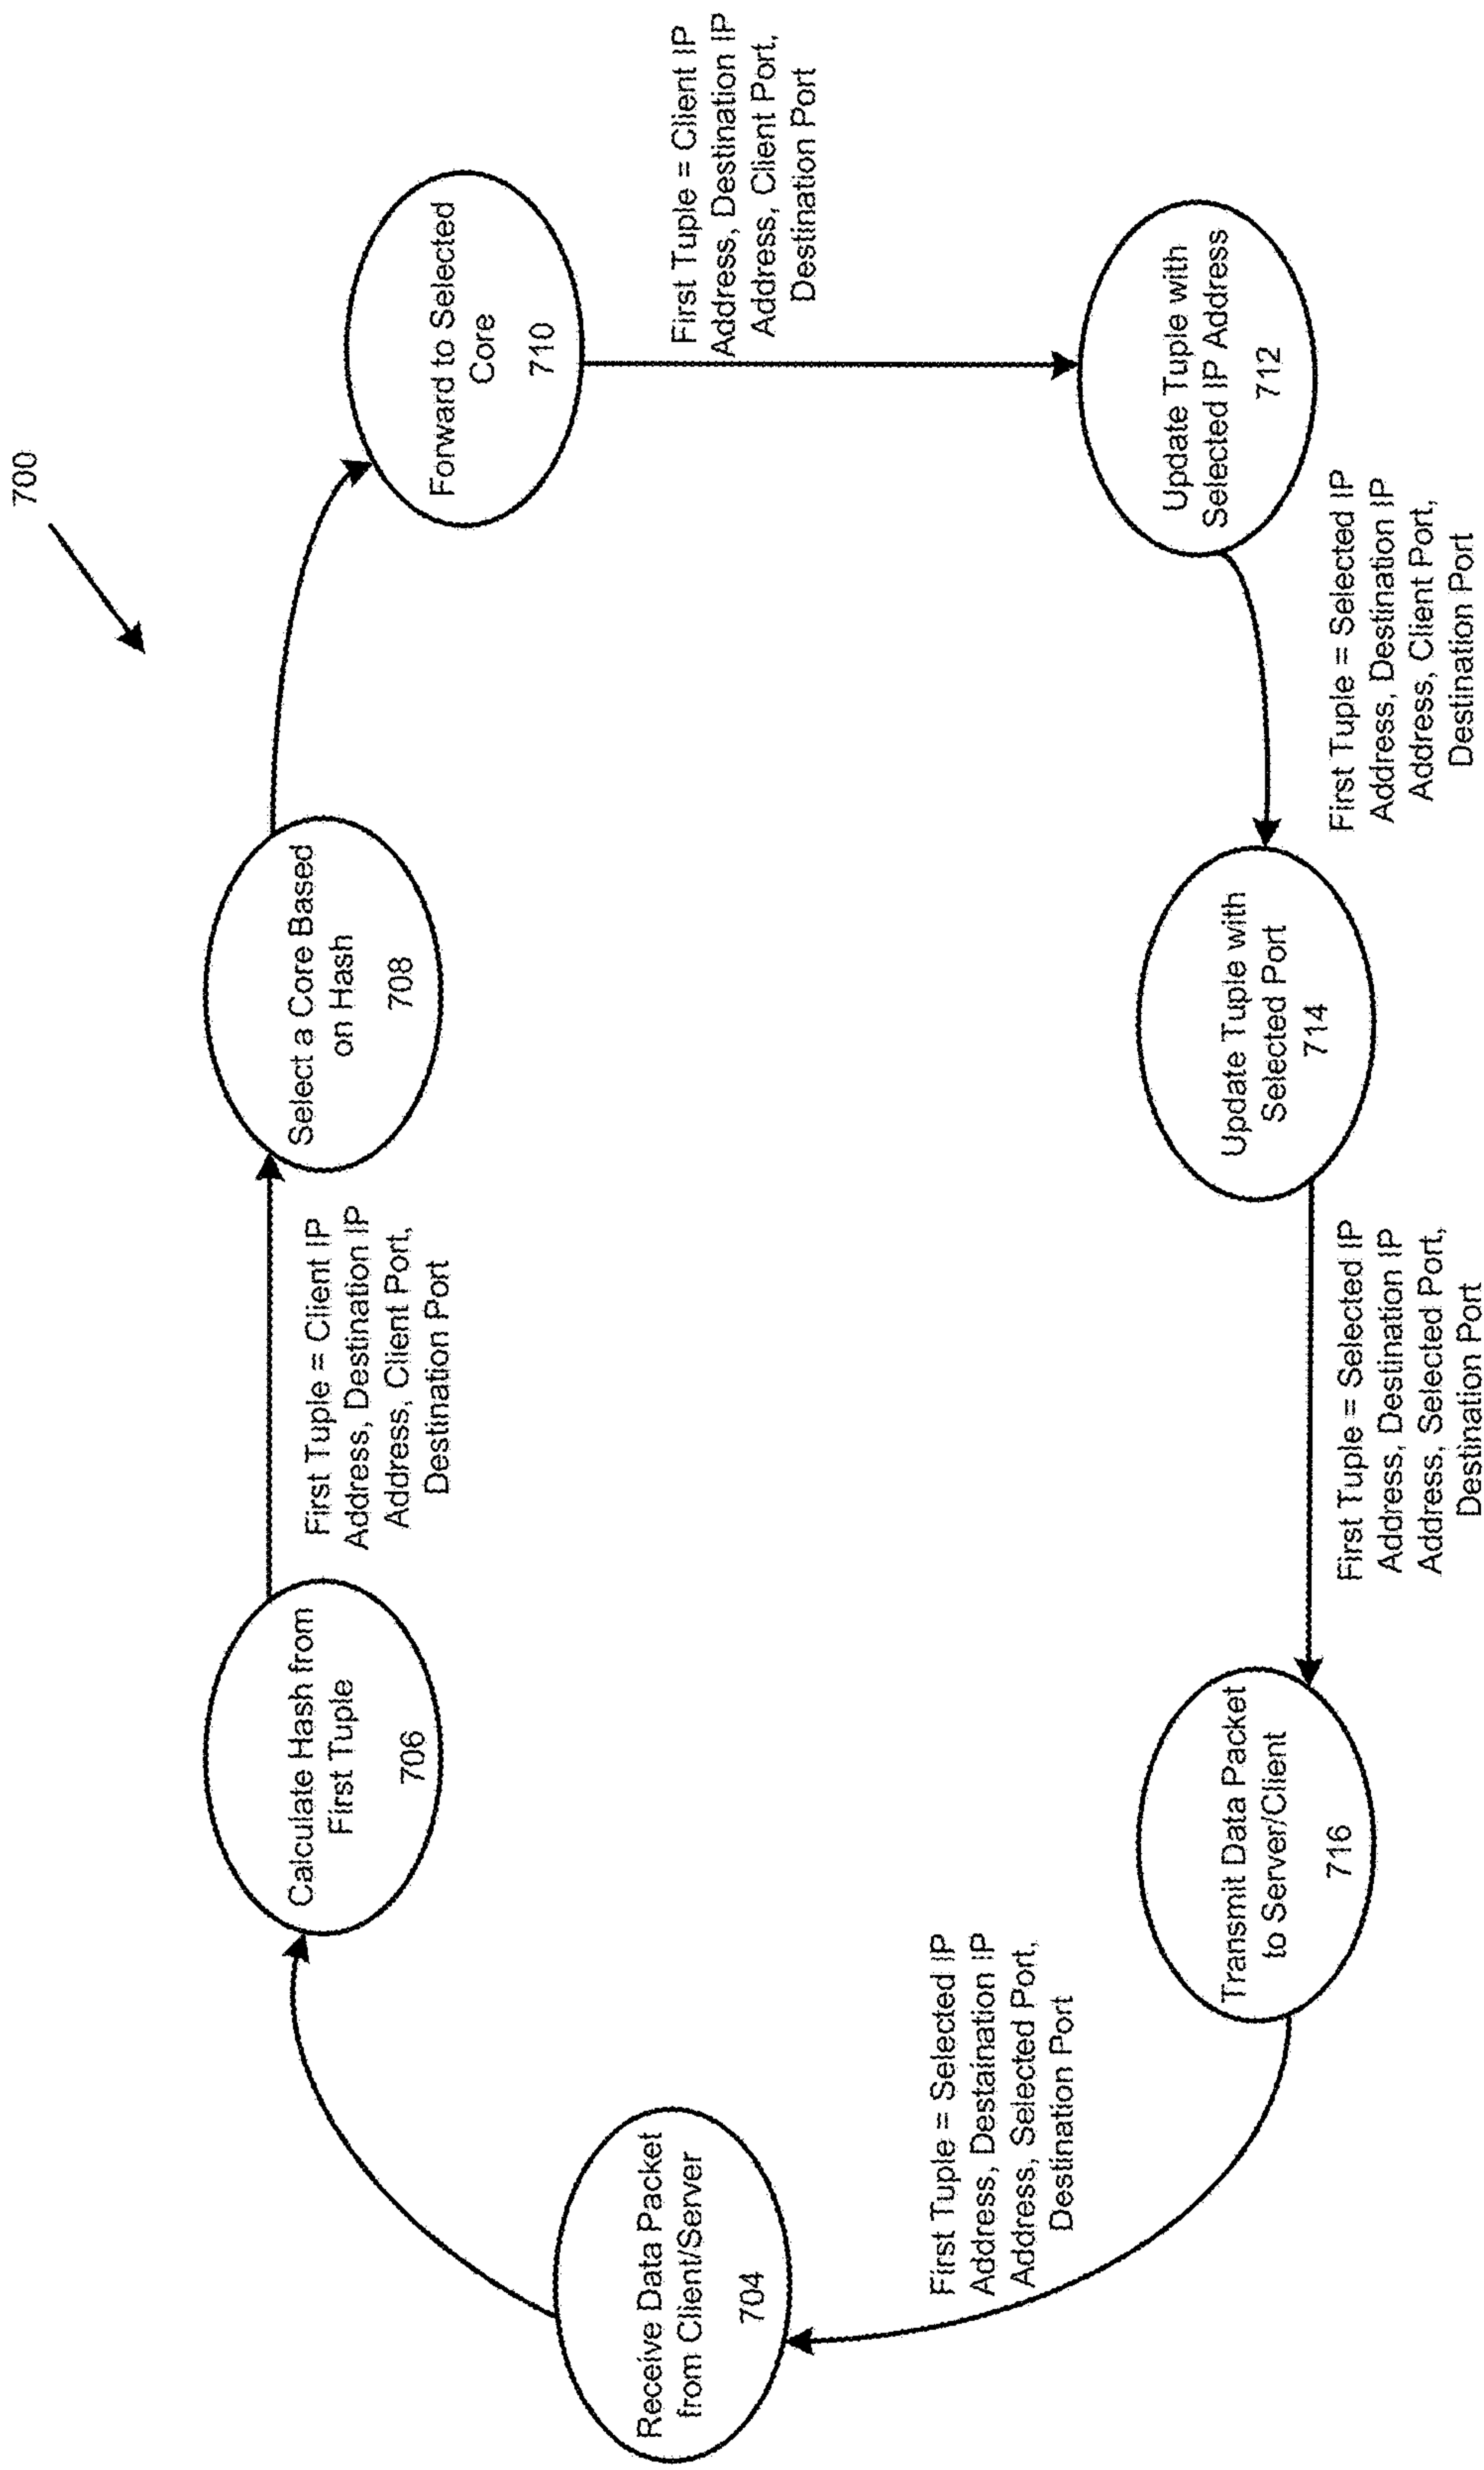 700
Receive Data Packet
from Client/Server
704
Calculate Hash from
First Tuple
706
First Tuple = Client IP
Address, Destination IP
Address, Client Port,
Destination Port
Select a Core Based
on Hash
708
Forward to Selected
Core
710
First Tuple = Client IP
Address, Destination IP
Address, Client Port,
Destination Port
Update Tuple with
Selected IP Address
712
First Tuple = Selected IP
Address, Destination IP
Address, Client Port,
Destination Port
Update Tuple with
Selected Port
714
First Tuple = Selected IP
Address, Destination IP
Address, Selected Port,
Destination Port
Transmit Data Packet
to Server/Client
716
First Tuple = Selected IP
Address, Destaination IP
Address, Selected Port,
Destination Port